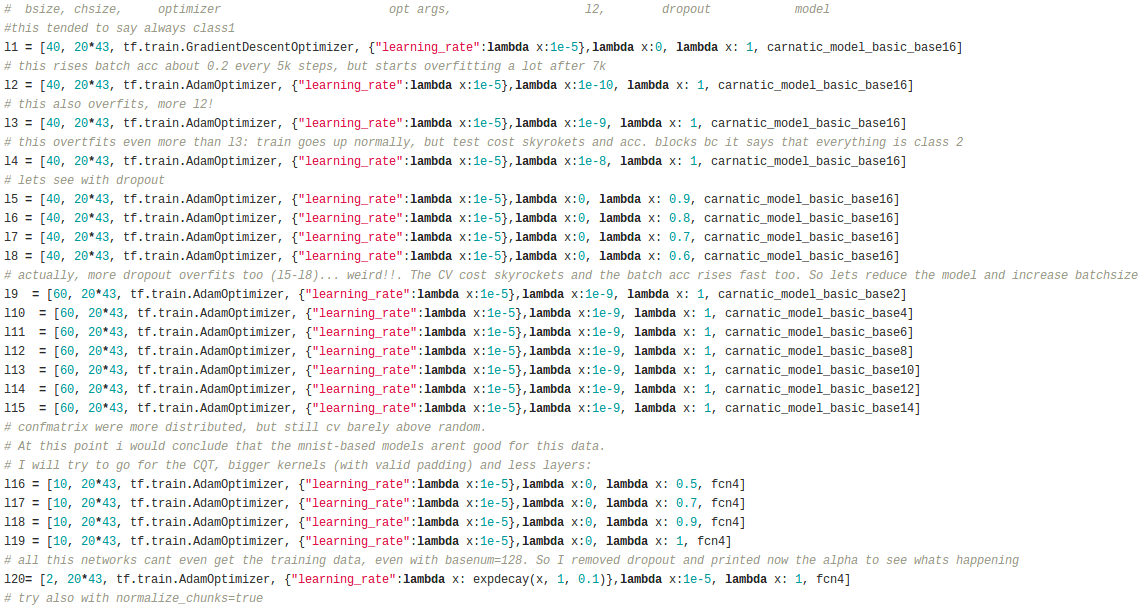 #  bsize, chsize,     optimizer                        opt args,                    l2,        dropout            model
#this tended to say always class1
l1 = [40, 20*43, tf.train.GradientDescentOptimizer, {"learning_rate":lambda x:1e-5},lambda x:0, lambda x: 1, carnatic_model_basic_base16]
# this rises batch acc about 0.2 every 5k steps, but starts overfitting a lot after 7k
l2 = [40, 20*43, tf.train.AdamOptimizer, {"learning_rate":lambda x:1e-5},lambda x:1e-10, lambda x: 1, carnatic_model_basic_base16]
# this also overfits, more l2!
l3 = [40, 20*43, tf.train.AdamOptimizer, {"learning_rate":lambda x:1e-5},lambda x:1e-9, lambda x: 1, carnatic_model_basic_base16]
# this overtfits even more than l3: train goes up normally, but test cost skyrokets and acc. blocks bc it says that everything is class 2
l4 = [40, 20*43, tf.train.AdamOptimizer, {"learning_rate":lambda x:1e-5},lambda x:1e-8, lambda x: 1, carnatic_model_basic_base16]
# lets see with dropout
l5 = [40, 20*43, tf.train.AdamOptimizer, {"learning_rate":lambda x:1e-5},lambda x:0, lambda x: 0.9, carnatic_model_basic_base16]
l6 = [40, 20*43, tf.train.AdamOptimizer, {"learning_rate":lambda x:1e-5},lambda x:0, lambda x: 0.8, carnatic_model_basic_base16]
l7 = [40, 20*43, tf.train.AdamOptimizer, {"learning_rate":lambda x:1e-5},lambda x:0, lambda x: 0.7, carnatic_model_basic_base16]
l8 = [40, 20*43, tf.train.AdamOptimizer, {"learning_rate":lambda x:1e-5},lambda x:0, lambda x: 0.6, carnatic_model_basic_base16]
# actually, more dropout overfits too (l5-l8)... weird!!. The CV cost skyrockets and the batch acc rises fast too. So lets reduce the model and increase batchsize
l9  = [60, 20*43, tf.train.AdamOptimizer, {"learning_rate":lambda x:1e-5},lambda x:1e-9, lambda x: 1, carnatic_model_basic_base2]
l10  = [60, 20*43, tf.train.AdamOptimizer, {"learning_rate":lambda x:1e-5},lambda x:1e-9, lambda x: 1, carnatic_model_basic_base4]
l11  = [60, 20*43, tf.train.AdamOptimizer, {"learning_rate":lambda x:1e-5},lambda x:1e-9, lambda x: 1, carnatic_model_basic_base6]
l12  = [60, 20*43, tf.train.AdamOptimizer, {"learning_rate":lambda x:1e-5},lambda x:1e-9, lambda x: 1, carnatic_model_basic_base8]
l13  = [60, 20*43, tf.train.AdamOptimizer, {"learning_rate":lambda x:1e-5},lambda x:1e-9, lambda x: 1, carnatic_model_basic_base10]
l14  = [60, 20*43, tf.train.AdamOptimizer, {"learning_rate":lambda x:1e-5},lambda x:1e-9, lambda x: 1, carnatic_model_basic_base12]
l15  = [60, 20*43, tf.train.AdamOptimizer, {"learning_rate":lambda x:1e-5},lambda x:1e-9, lambda x: 1, carnatic_model_basic_base14]
# confmatrix were more distributed, but still cv barely above random.
# At this point i would conclude that the mnist-based models arent good for this data.
# I will try to go for the CQT, bigger kernels (with valid padding) and less layers:
l16 = [10, 20*43, tf.train.AdamOptimizer, {"learning_rate":lambda x:1e-5},lambda x:0, lambda x: 0.5, fcn4]
l17 = [10, 20*43, tf.train.AdamOptimizer, {"learning_rate":lambda x:1e-5},lambda x:0, lambda x: 0.7, fcn4]
l18 = [10, 20*43, tf.train.AdamOptimizer, {"learning_rate":lambda x:1e-5},lambda x:0, lambda x: 0.9, fcn4]
l19 = [10, 20*43, tf.train.AdamOptimizer, {"learning_rate":lambda x:1e-5},lambda x:0, lambda x: 1, fcn4]
# all this networks cant even get the training data, even with basenum=128. So I removed dropout and printed now the alpha to see whats happening
l20= [2, 20*43, tf.train.AdamOptimizer, {"learning_rate":lambda x: expdecay(x, 1, 0.1)},lambda x:1e-5, lambda x: 1, fcn4]
# try also with normalize_chunks=true